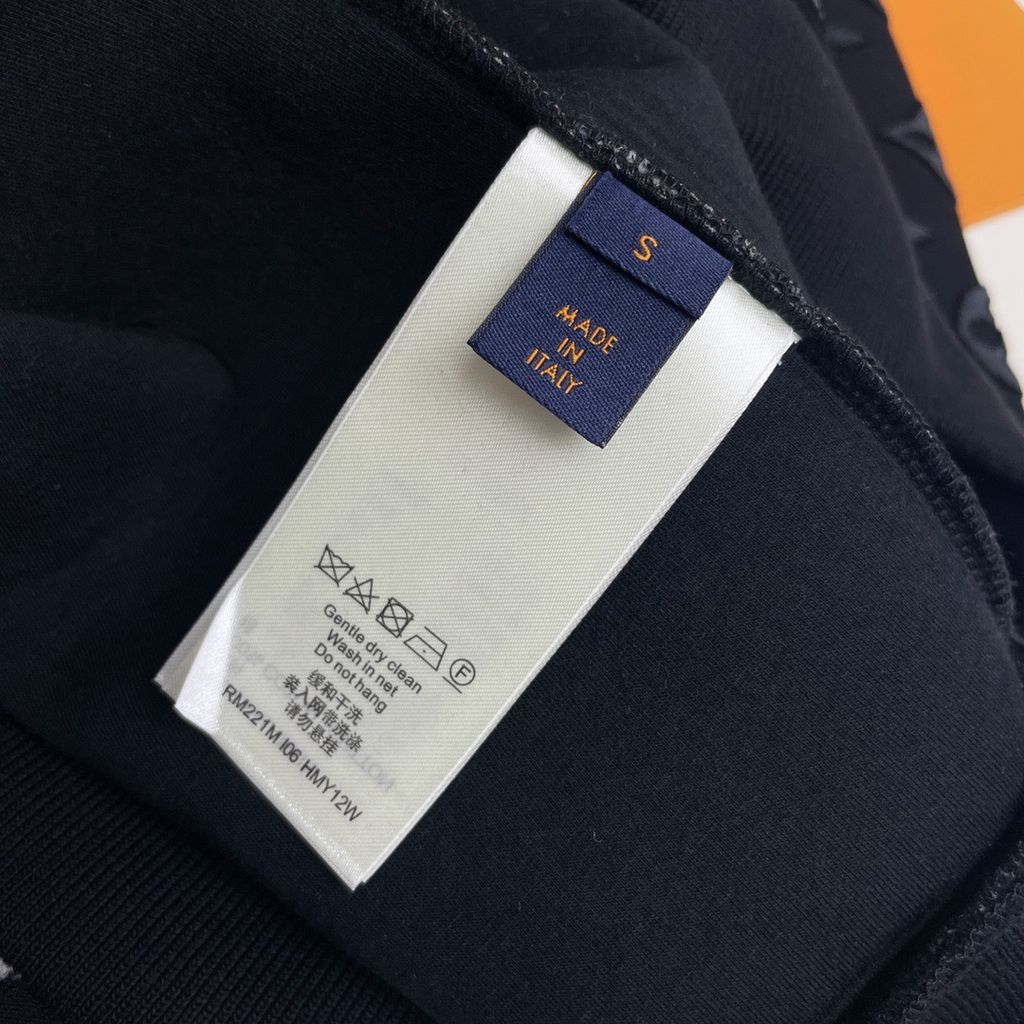 S
MADE
IN
ITALY
F
Gentle dry clean
Wash in net
Do not hang
缓和干洗
装入网带洗涤
请勿悬挂
RM221M I06 HMY12W